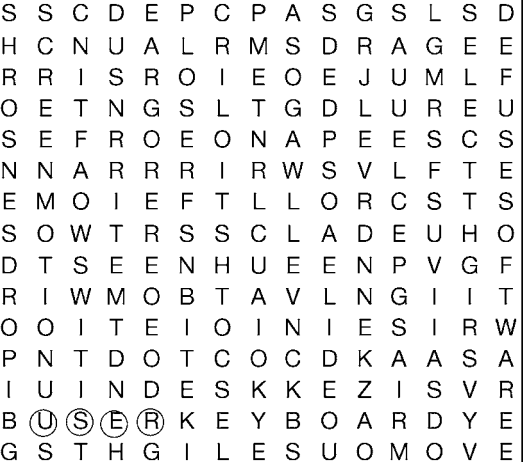 S S C D E P C P A S G S L S D
H C N U A L R M S D R A G E E
R R I S R O I E O E J U M L F
O E T N G S L T G D L U R E U
S E F R O E O N A P E E S C S
N N A R R R I R W S V L F T E
E M O I E F T L L O R C S T S
S O W T R S S C L A D E U H O
D T S E E N H U E E N P V G F
R I W M O B T A V L N G I I T
O O I T E I O I N I E S I R W
P N T D O T C O C D K A A S A
I U I N D E S K K E Z I S V R
B U S E R K E Y B O A R D Y E
G S T H G I L E S U O M O V E